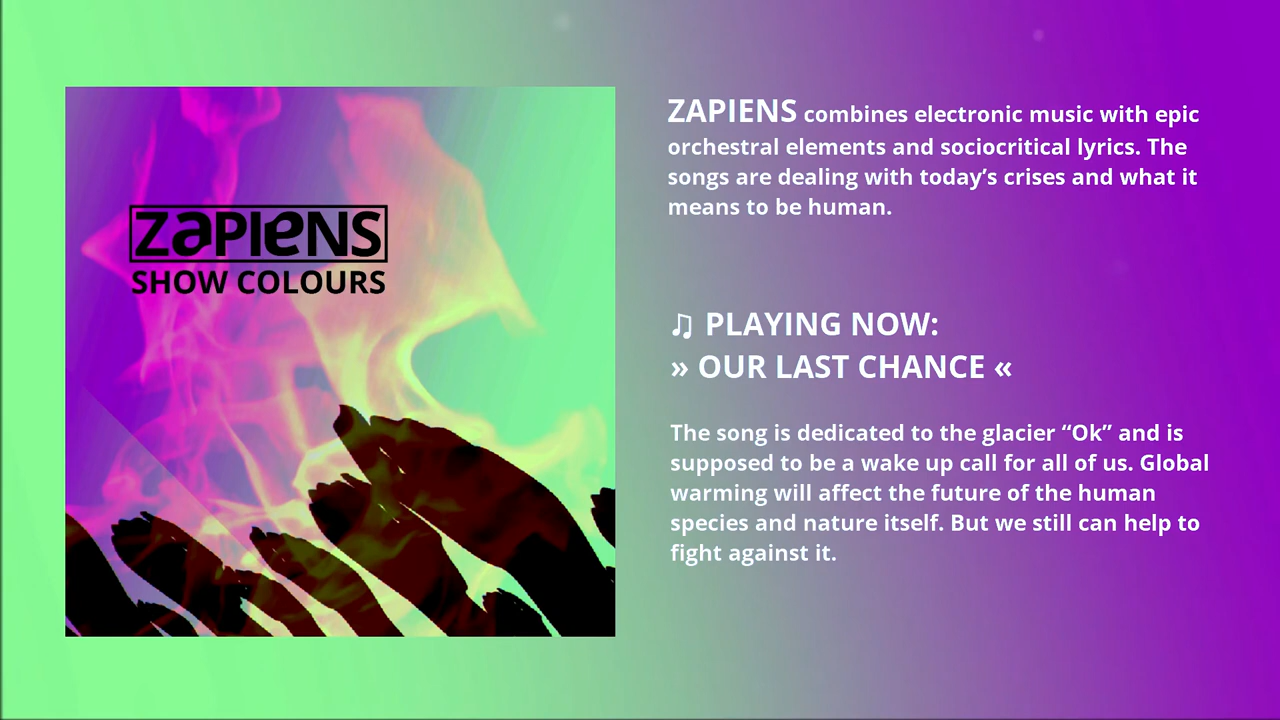 ZAPIENS
SHOW COLOURS
ZAPIENS combines electronic music with epic
orchestral elements and sociocritical lyrics. The
songs are dealing with today’s crises and what it
means to be human.
♫ PLAYING NOW:
» OUR LAST CHANCE «
The song is dedicated to the glacier “Ok” and is
supposed to be a wake up call for all of us. Global
warming will affect the future of the human
species and nature itself. But we still can help to
fight against it.